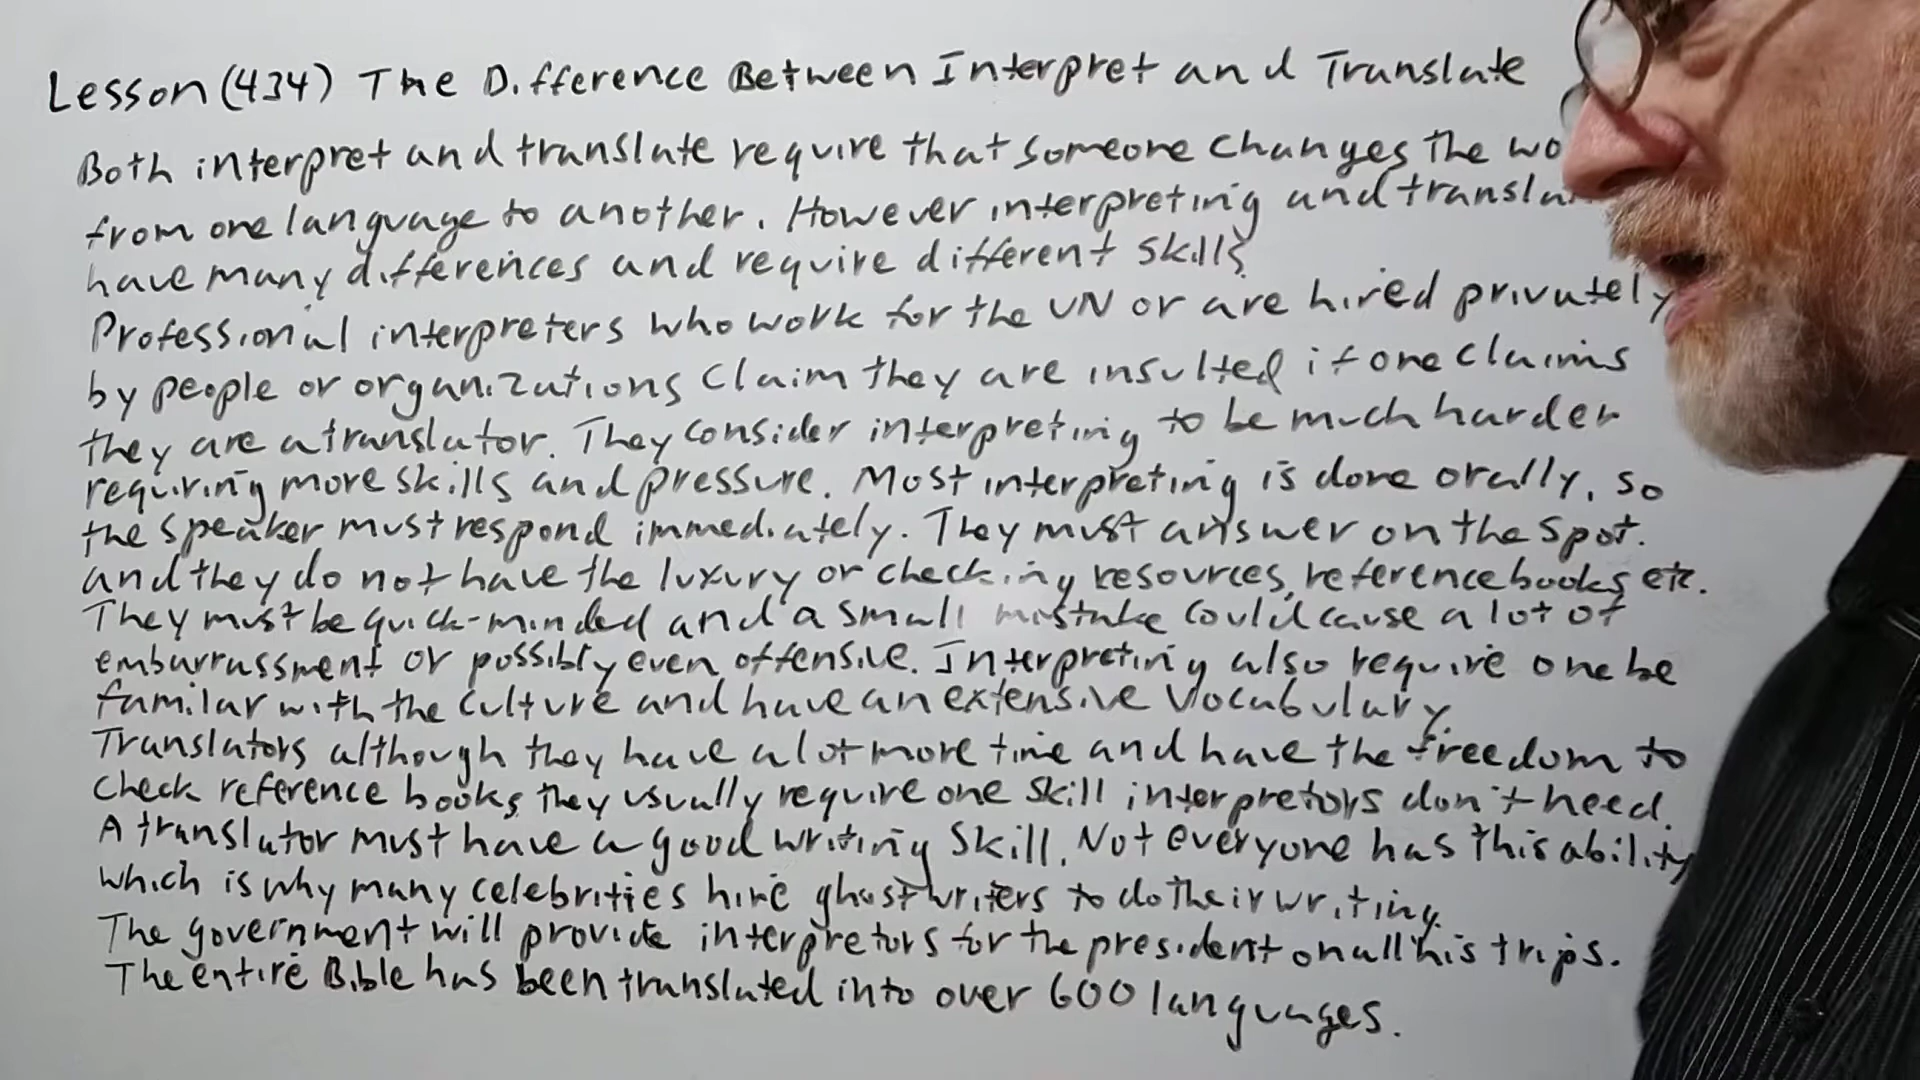 Lesson (434) The Difference Between Interpret and Translate
Both interpret and translate require that someone changes the wo
from one language to another. However interpreting and transla
have many differences and require different skills
Professional interpreters who work for the UN or are hired privately
by people or organizations claim they are insulted if one claims
they are a translator. They consider interpreting to be much harder
requiring more skills and pressure. Most interpreting is done orally, so
the speaker must respond immediately. They must answer on the spot.
and they do not have the luxury or checking resources, reference books etc.
They must be quick-minded and a small mistake could cause a lot of
embarrassment or possibly even offensive. Interpreting also require one be
familar with the culture and have an extensive vocabulary.
Translators although they have a lot more time and have the freedom to
check reference books, they usually require one skill interpretors don't need.
A translator must have a good writing skill. Not everyone has this ability
which is why many celebrities hire ghost writers to do their writing.
The government will provide interpretors for the president on all his trips.
The entire Bible has been translated into over 600 languages.